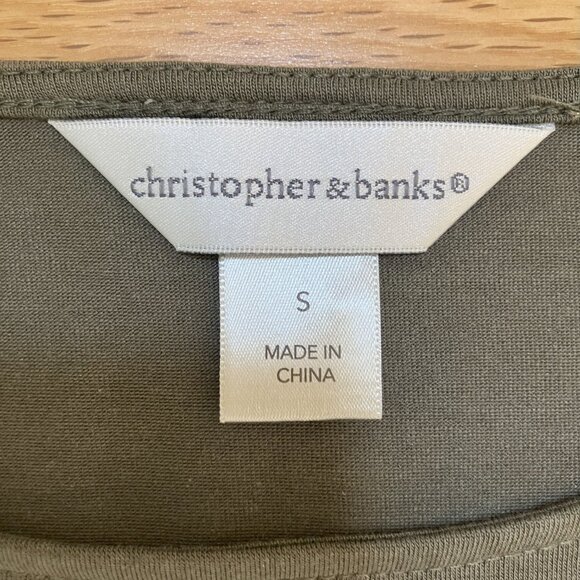 christopher & banks®
S
MADE IN
CHINA